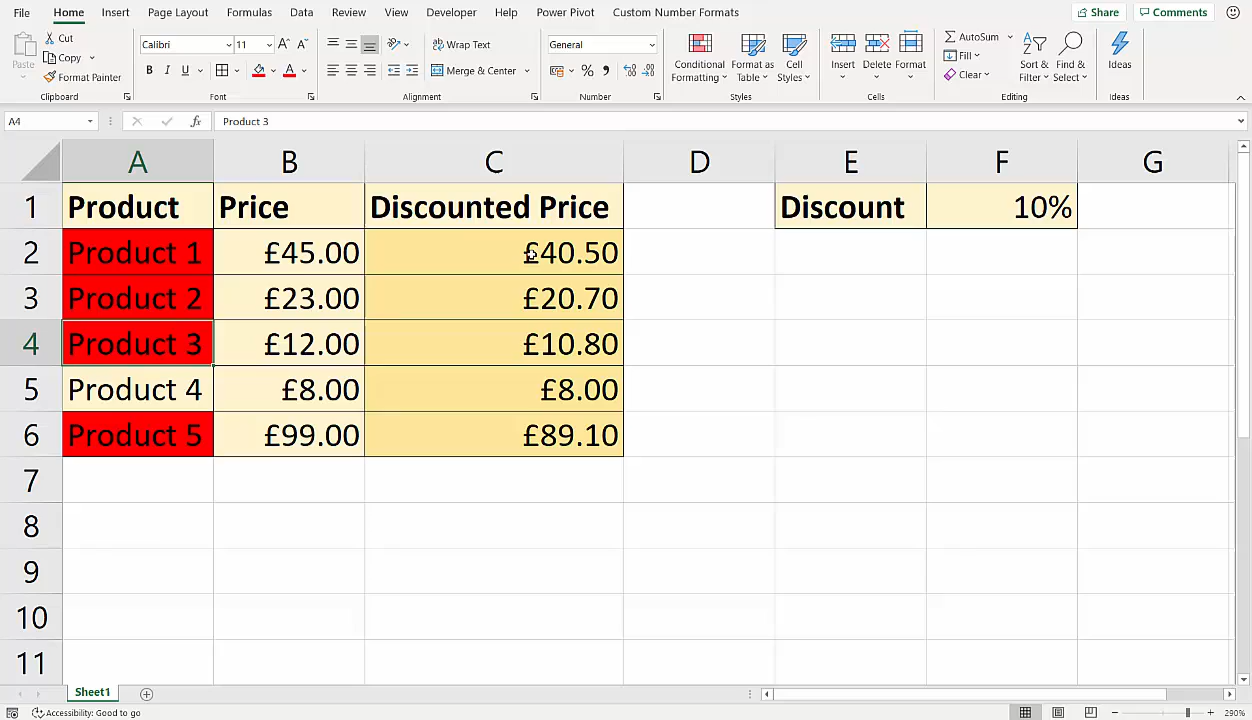 File Home Insert Page Layout Formulas Data Review View Developer Help Power Pivot Custom Number Formats Share Comments
Paste Cut Copy Format Painter Clipboard
Calibri 11 A A B I U A Font
Wrap Text Merge & Center Alignment
General % , Number
Conditional Formatting Format as Table Cell Styles Styles
Insert Delete Format Cells
AutoSum Fill Clear Sort & Filter Find & Select Editing
Ideas Ideas
A4 fx Product 3
A B C D E F G
1 Product Price Discounted Price Discount 10%
2 Product 1 £45.00 £40.50
3 Product 2 £23.00 £20.70
4 Product 3 £12.00 £10.80
5 Product 4 £8.00 £8.00
6 Product 5 £99.00 £89.10
7
8
9
10
11
Sheet1
Accessibility: Good to go 290%